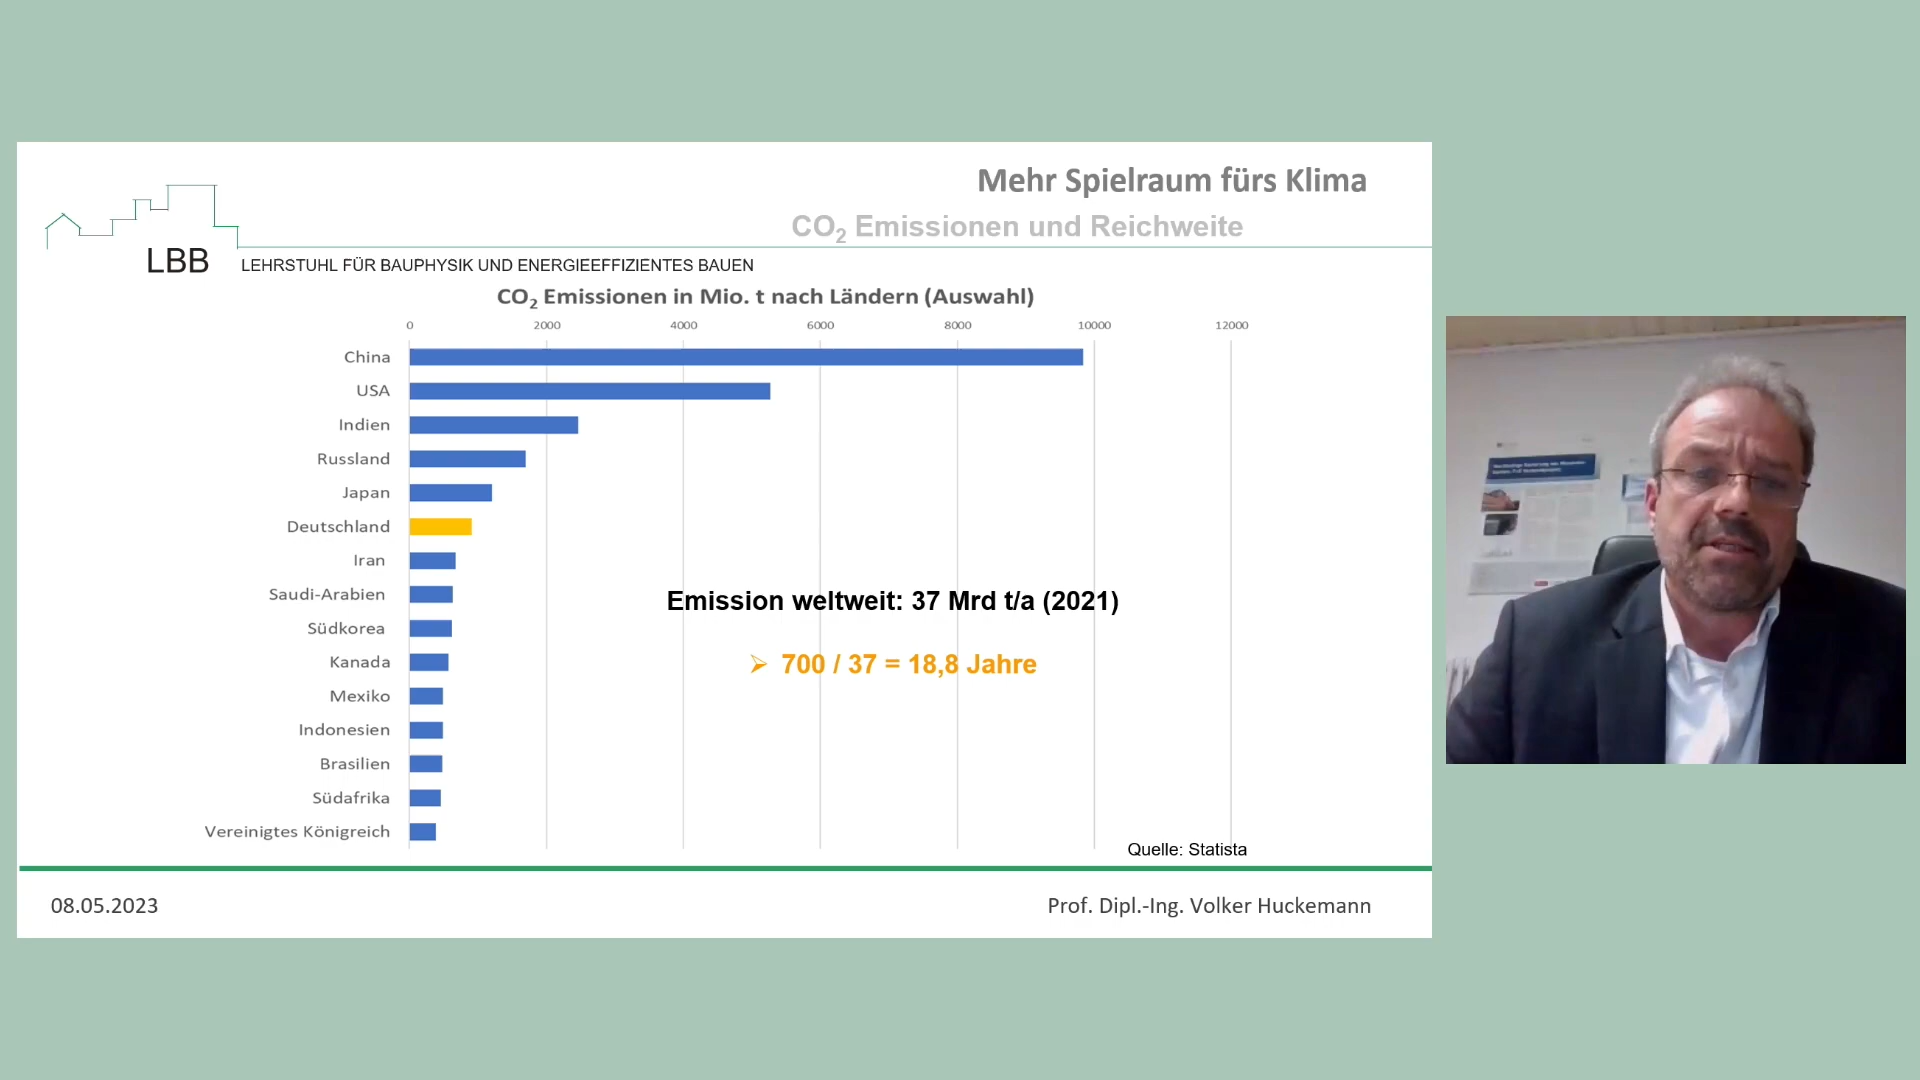 Mehr Spielraum fürs Klima
CO₂ Emissionen und Reichweite
LBB
LEHRSTUHL FÜR BAUPHYSIK UND ENERGIEEFFIZIENTES BAUEN
CO₂ Emissionen in Mio. t nach Ländern (Auswahl)
0 2000 4000 6000 8000 10000 12000
China
USA
Indien
Russland
Japan
Deutschland
Iran
Saudi-Arabien
Südkorea
Kanada
Mexiko
Indonesien
Brasilien
Südafrika
Vereinigtes Königreich
Emission weltweit: 37 Mrd t/a (2021)
➢ 700 / 37 = 18,8 Jahre
Quelle: Statista
08.05.2023
Prof. Dipl.-Ing. Volker Huckemann